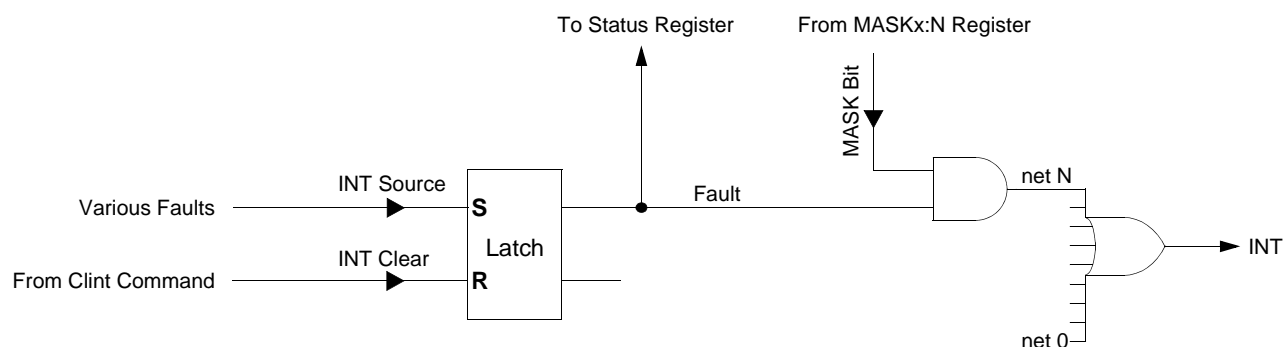 To Status Register
From MASKx:N Register
MASK Bit
INT Source
Various Faults
S
Fault
net N
Latch
INT
INT Clear
From Clint Command
R
net 0